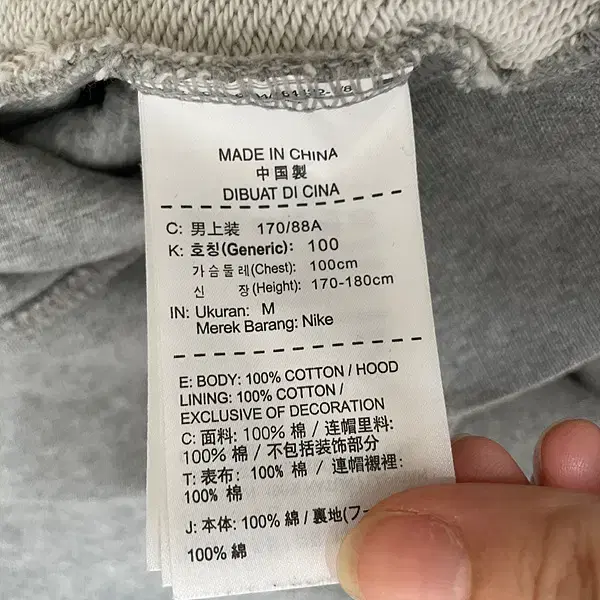 MADE IN CHINA
中国製
DIBUAT DI CINA
C: 男上装 170/88A
K: 호칭(Generic): 100
가슴둘레(Chest): 100cm
신 장(Height): 170-180cm
IN: Ukuran: M
Merek Barang: Nike
E: BODY: 100% COTTON / HOOD
LINING: 100% COTTON /
EXCLUSIVE OF DECORATION
C: 面料: 100% 棉 / 连帽里料:
100% 棉 / 不包括装饰部分
T: 表布: 100% 棉 / 連帽襯裡:
100% 棉
J: 本体: 100% 綿 / 裏地(フー
100% 綿